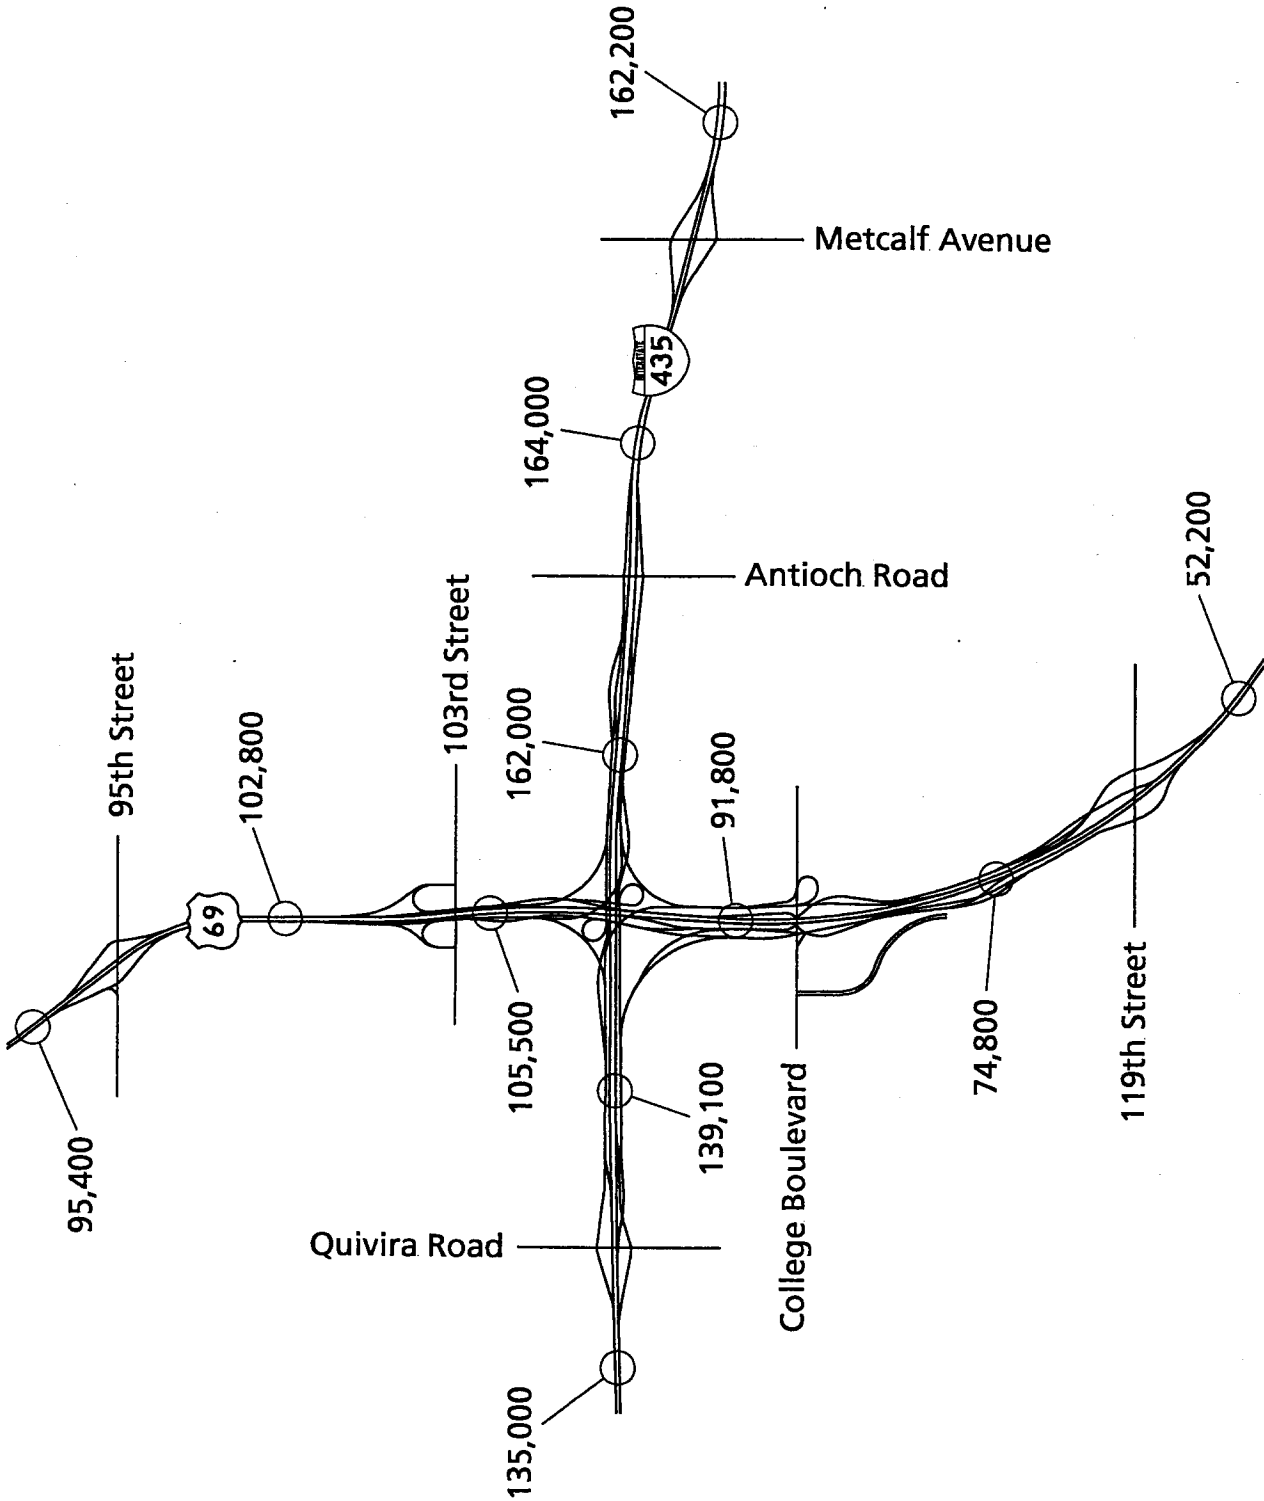 162,200
Metcalf Avenue
INTERSTATE
435
164,000
Antioch Road
52,200
103rd Street
95th Street
162,000
102,800
91,800
69
105,500
74,800
119th Street
139,100
95,400
Quivira Road
College Boulevard
135,000